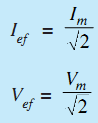 I_ef = I_m / √2
V_ef = V_m / √2